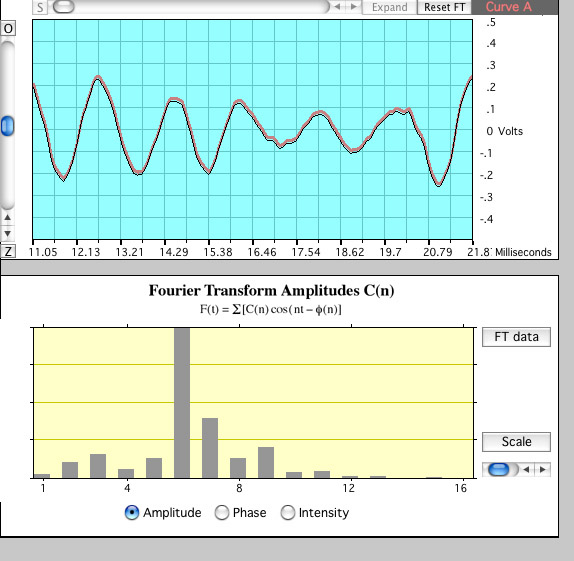 S Expand Reset FT Curve A
O
.5
.4
.3
.2
.1
0 Volts
-.1
-.2
-.3
-.4
Z 11.05 12.13 13.21 14.29 15.38 16.46 17.54 18.62 19.7 20.79 21.8 Milliseconds
Fourier Transform Amplitudes C(n)
F(t) = Σ[C(n) cos(nt – ϕ(n)]
FT data
Scale
1 4 8 12 16
Amplitude Phase Intensity